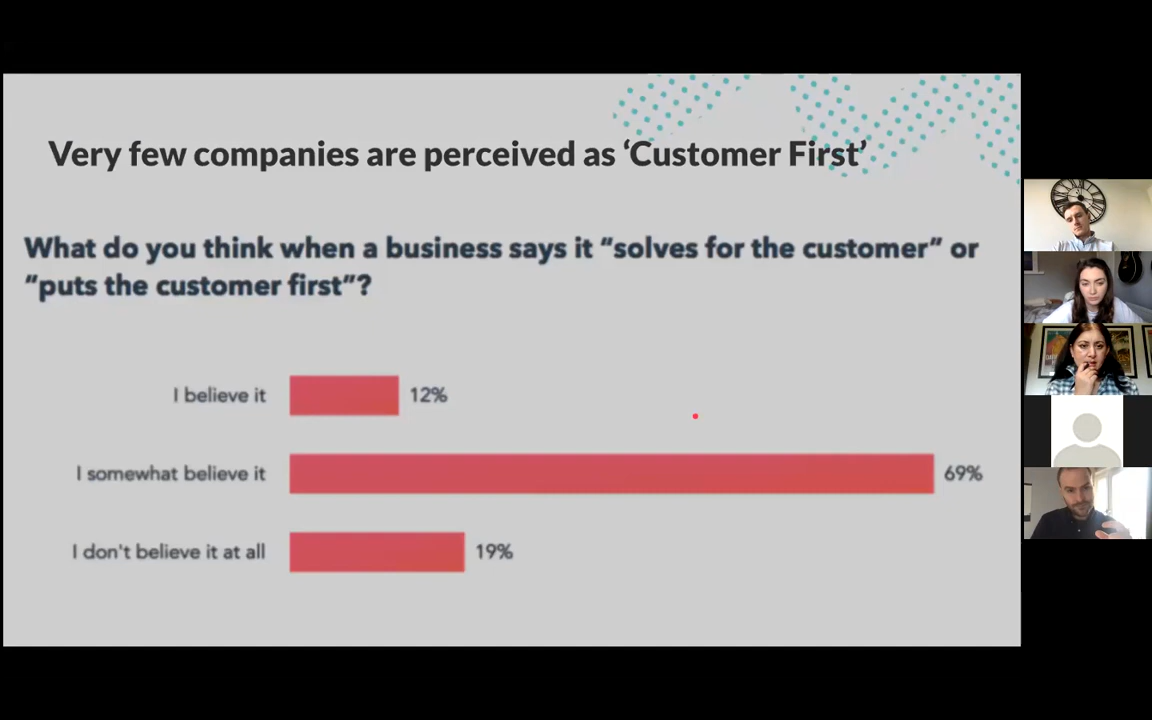 Very few companies are perceived as ‘Customer First’
What do you think when a business says it “solves for the customer” or
“puts the customer first”?
I believe it 12%
I somewhat believe it 69%
I don't believe it at all 19%